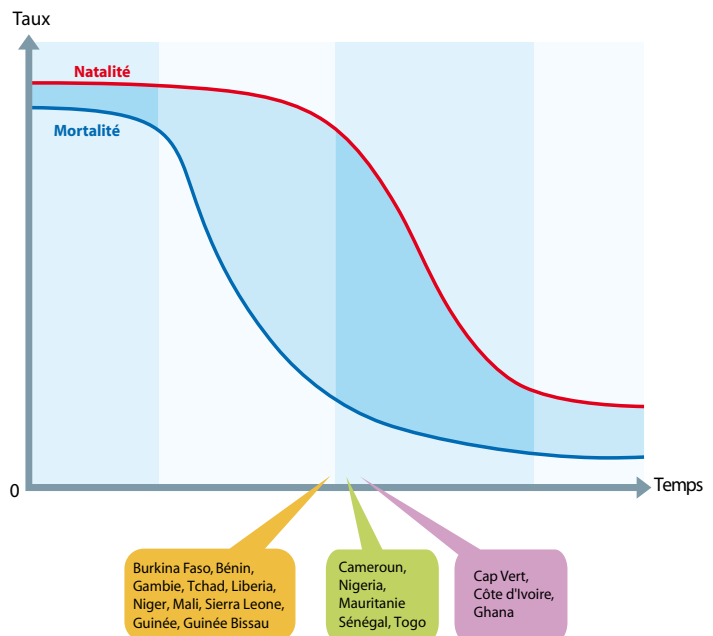 Taux
Natalité
Mortalité
0
Temps
Burkina Faso, Bénin,
Gambie, Tchad, Liberia,
Niger, Mali, Sierra Leone,
Guinée, Guinée Bissau
Cameroun,
Nigeria,
Mauritanie
Sénégal, Togo
Cap Vert,
Côte d'Ivoire,
Ghana